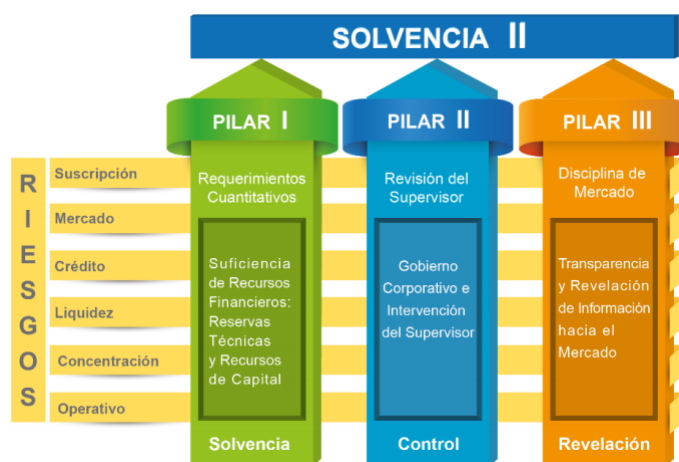 SOLVENCIA II
PILAR I
PILAR II
PILAR III
RIESGOS
Suscripción
Mercado
Crédito
Liquidez
Concentración
Operativo
Requerimientos
Cuantitativos
Suficiencia
de Recursos
Financieros:
Reservas
Técnicas
y Recursos
de Capital
Solvencia
Revisión del
Supervisor
Gobierno
Corporativo e
Intervención
del Supervisor
Control
Disciplina de
Mercado
Transparencia
y Revelación
de Información
hacia el
Mercado
Revelación